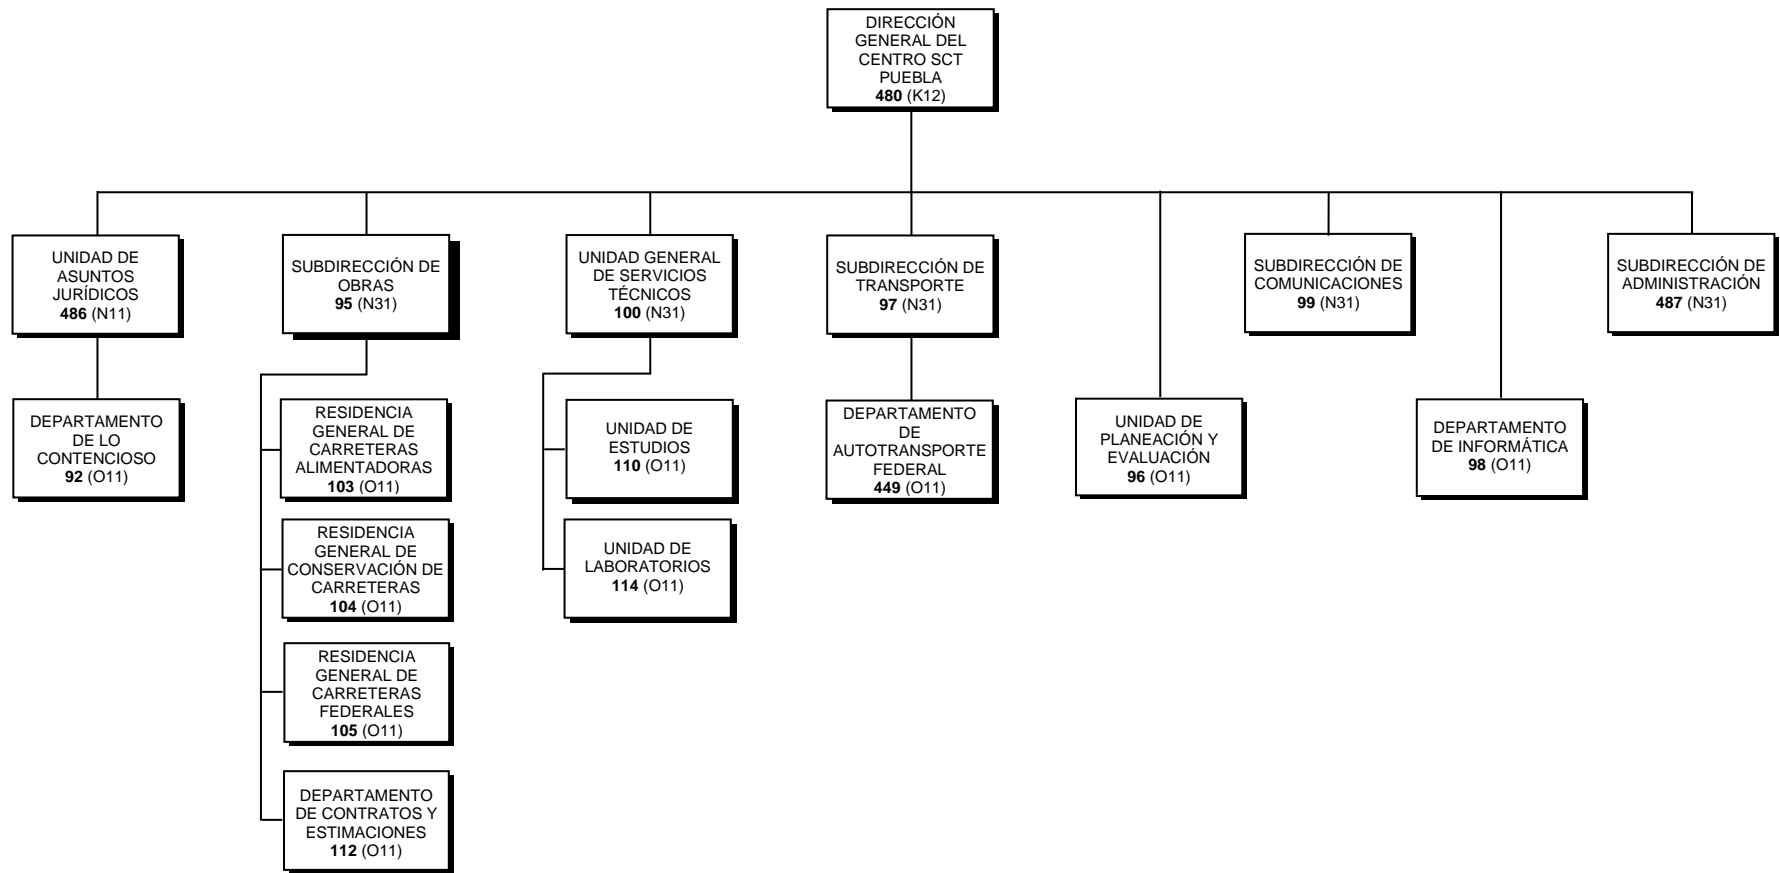 DIRECCIÓN
GENERAL DEL
CENTRO SCT
PUEBLA
480 (K12)
UNIDAD DE
ASUNTOS
JURÍDICOS
486 (N11)
SUBDIRECCIÓN DE
OBRAS
95 (N31)
UNIDAD GENERAL
DE SERVICIOS
TÉCNICOS
100 (N31)
SUBDIRECCIÓN DE
TRANSPORTE
97 (N31)
SUBDIRECCIÓN DE
COMUNICACIONES
99 (N31)
SUBDIRECCIÓN DE
ADMINISTRACIÓN
487 (N31)
DEPARTAMENTO
DE LO
CONTENCIOSO
92 (O11)
RESIDENCIA
GENERAL DE
CARRETERAS
ALIMENTADORAS
103 (O11)
UNIDAD DE
ESTUDIOS
110 (O11)
DEPARTAMENTO
DE
AUTOTRANSPORTE
FEDERAL
449 (O11)
UNIDAD DE
PLANEACIÓN Y
EVALUACIÓN
96 (O11)
DEPARTAMENTO
DE INFORMÁTICA
98 (O11)
RESIDENCIA
GENERAL DE
CONSERVACIÓN DE
CARRETERAS
104 (O11)
UNIDAD DE
LABORATORIOS
114 (O11)
RESIDENCIA
GENERAL DE
CARRETERAS
FEDERALES
105 (O11)
DEPARTAMENTO
DE CONTRATOS Y
ESTIMACIONES
112 (O11)